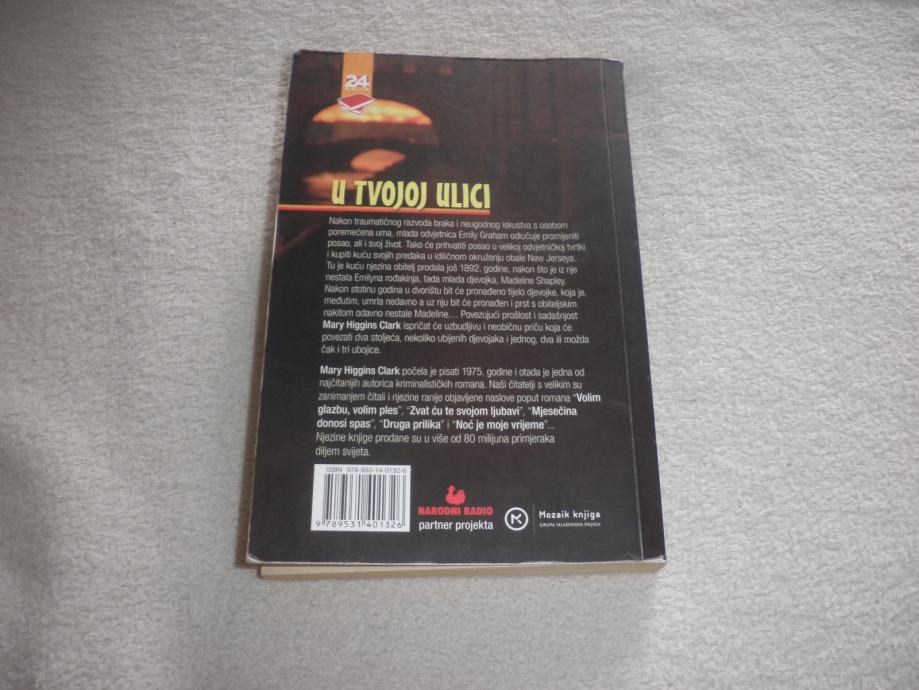 24
U TVOJOJ ULICI
Nakon traumatičnog razvoda braka i neugodnog iskustva s osobom
poremećena uma, mlada odvjetnica Emily Graham odlučuje promijeniti
posao, ali i svoj život. Tako će prihvatiti posao u velikoj odvjetničkoj tvrtki
i kupiti kuću svojih predaka u idiličnom okruženju obale New Jerseya.
Tu je kuću njezina obitelj prodala još 1892. godine, nakon što je iz nje
nestala Emilyna rođakinja, tada mlada djevojka, Madeline Shapley.
Nakon stotinu godina u dvorištu bit će pronađeno tijelo djevojke, koja je,
međutim, umrla nedavno a uz nju bit će pronađen i prst s obiteljskim
nakitom odavno nestale Madeline... Povezujući prošlost i sadašnjost
Mary Higgins Clark ispričat će uzbudljivu i neobičnu priču koja će
povezati dva stoljeća, nekoliko ubijenih djevojaka i jednog, dva ili možda
čak i tri ubojice.
Mary Higgins Clark počela je pisati 1975. godine i otada je jedna od
najčitanijih autorica kriminalističkih romana. Naši čitatelji s velikim su
zanimanjem čitali i njezine ranije objavljene naslove poput romana "Volim
glazbu, volim ples", "Zvat ću te svojom ljubavi", "Mjesečina
donosi spas", "Druga prilika" i "Noć je moje vrijeme"...
Njezine knjige prodane su u više od 80 milijuna primjeraka
diljem svijeta.
ISBN 978-953-14-0132-6
9 789531 401326
NARODNI RADIO
partner projekta
Mozaik knjiga
GRUPA MLADINSKA KNJIGA